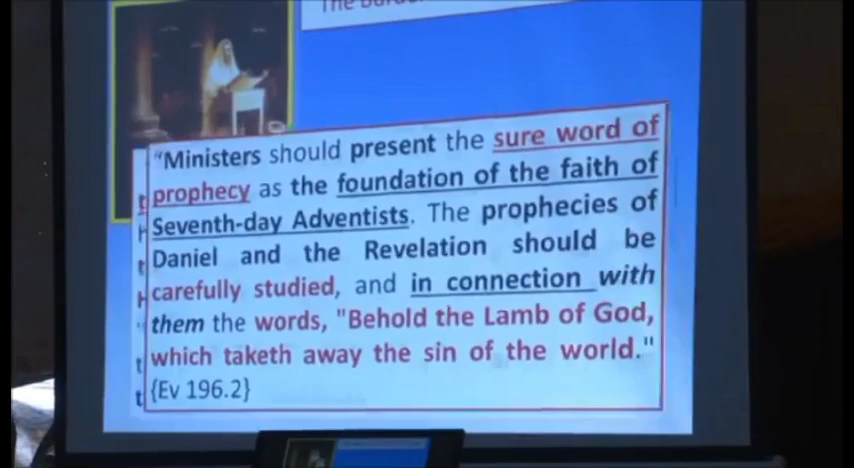 The
"Ministers should present the sure word of
prophecy as the foundation of the faith of
Seventh-day Adventists. The prophecies of
Daniel and the Revelation should be
carefully studied, and in connection with
them the words, "Behold the Lamb of God,
which taketh away the sin of the world."
{Ev 196.2}